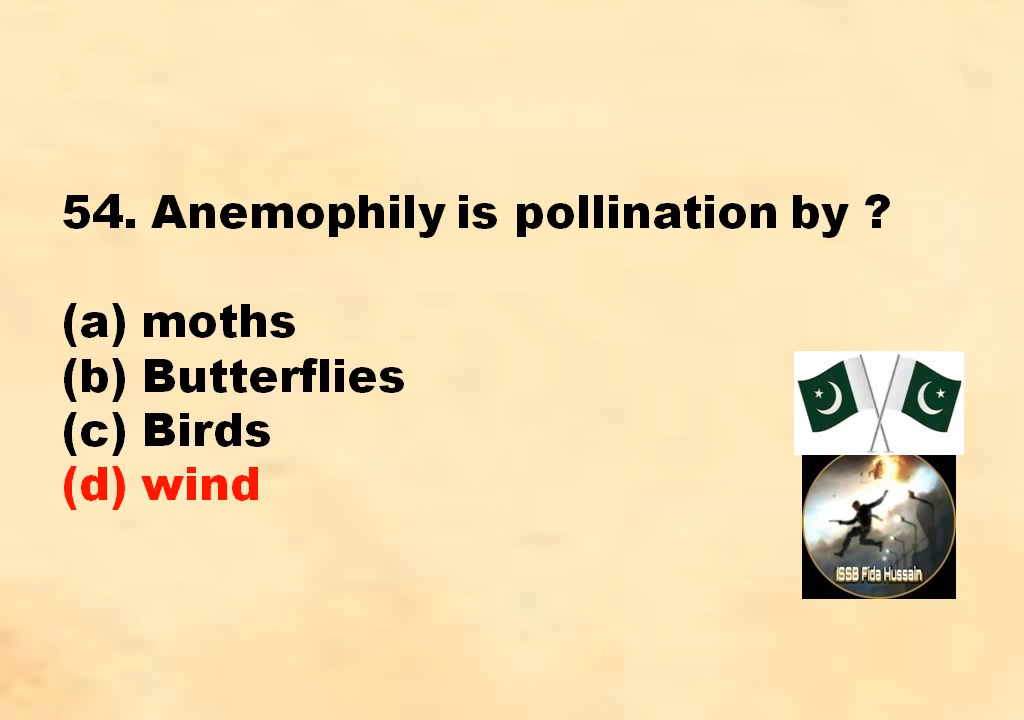 54. Anemophily is pollination by ?
(a) moths
(b) Butterflies
(c) Birds
(d) wind
ISSB Fida Hussain